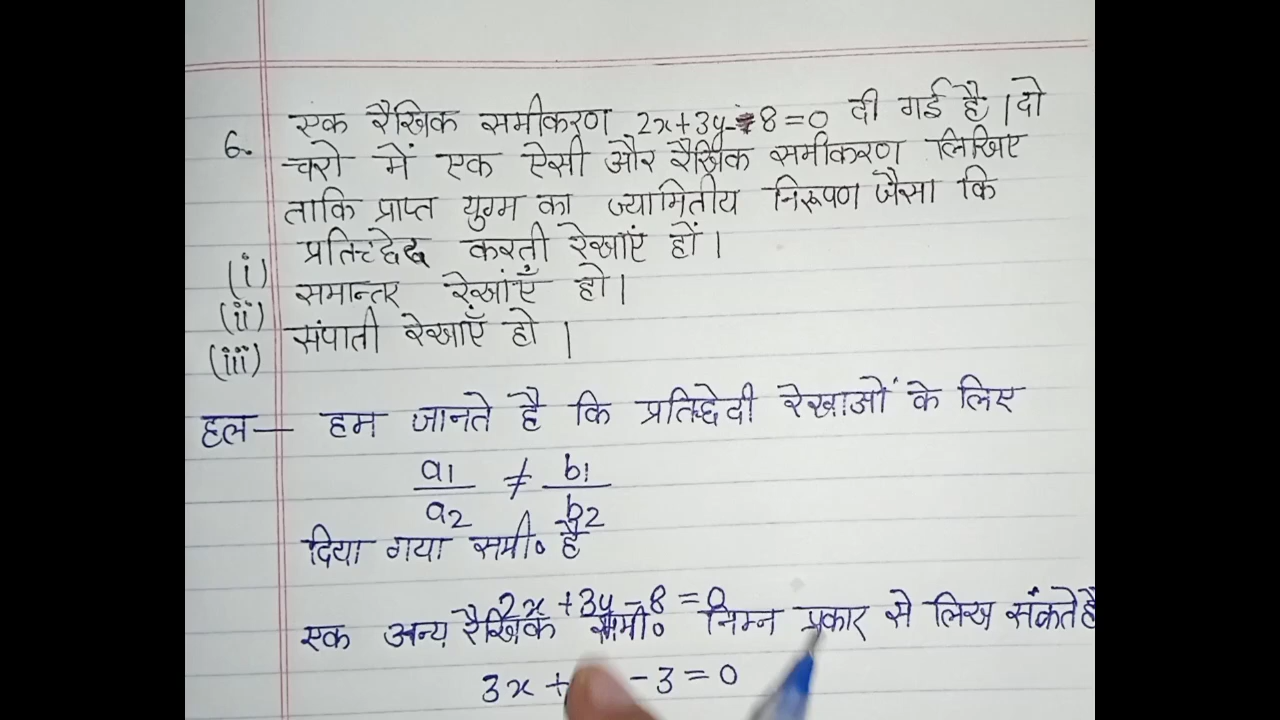 6. एक रैखिक समीकरण 2x+3y-8=0 दी गई है । दो
चरो में एक ऐसी और रैखिक समीकरण लिखिए
ताकि प्राप्त युग्म का ज्यामितीय निरूपण जैसा कि
(i) प्रतिच्छेद करती रेखाएं हों ।
(ii) समान्तर रेखांएँ हो ।
(iii) संपाती रेखाएँ हो ।
हल— हम जानते है कि प्रतिछेदी रेखाओं के लिए
a1/a2 ≠ b1/b2
दिया गया समी० है
2x+3y-8=0
एक अन्य रैखिक समी० निम्न प्रकार से लिख संकते है
3x+ -3=0